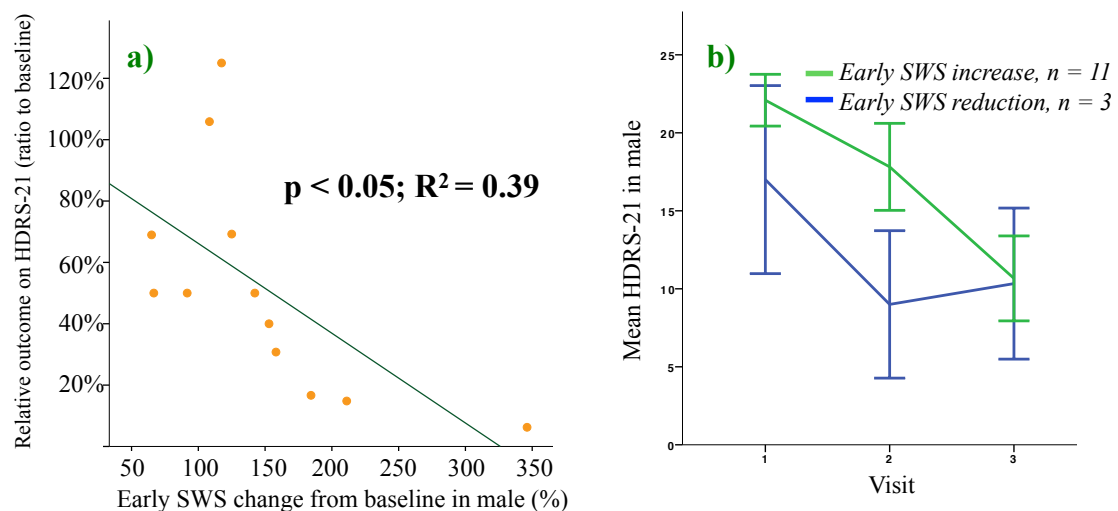 a)
Relative outcome on HDRS-21 (ratio to baseline)
120%
100%
80%
60%
40%
20%
p < 0.05; R² = 0.39
50
100
150
200
250
300
350
Early SWS change from baseline in male (%)
b)
Early SWS increase, n = 11
Early SWS reduction, n = 3
Mean HDRS-21 in male
25
20
15
10
5
0
1
2
3
Visit